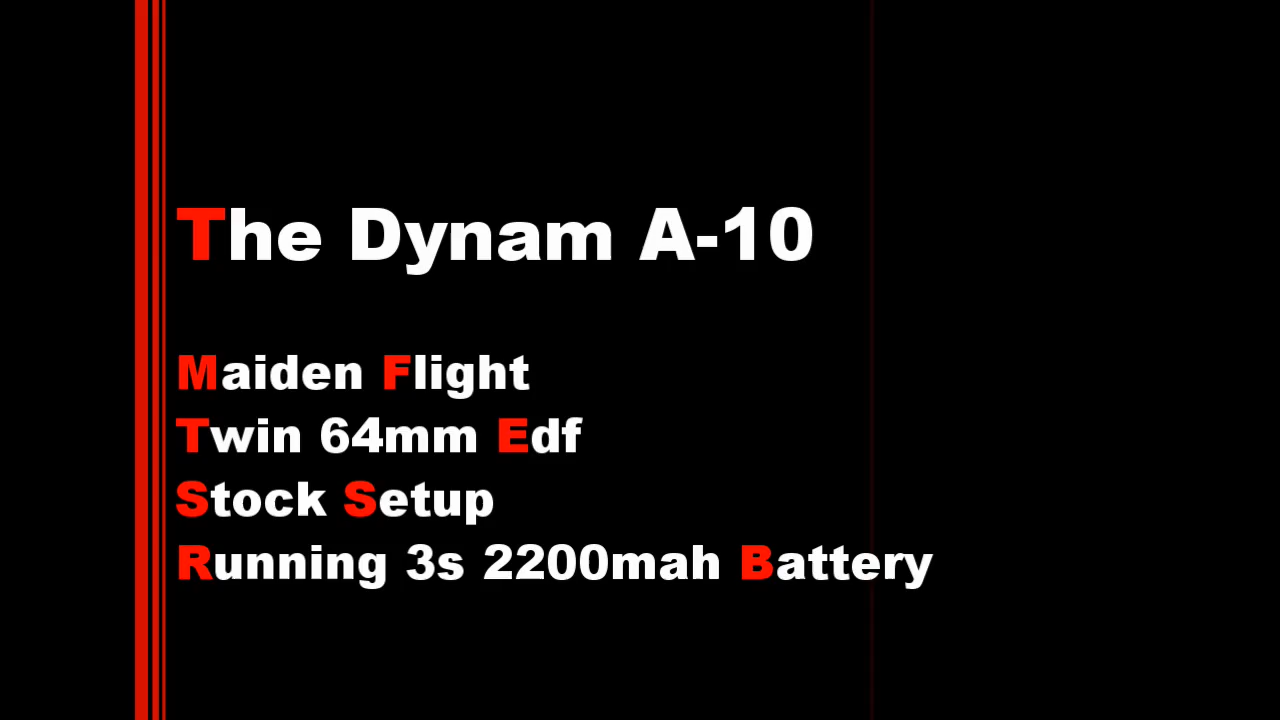 The Dynam A-10
Maiden Flight
Twin 64mm Edf
Stock Setup
Running 3s 2200mah Battery